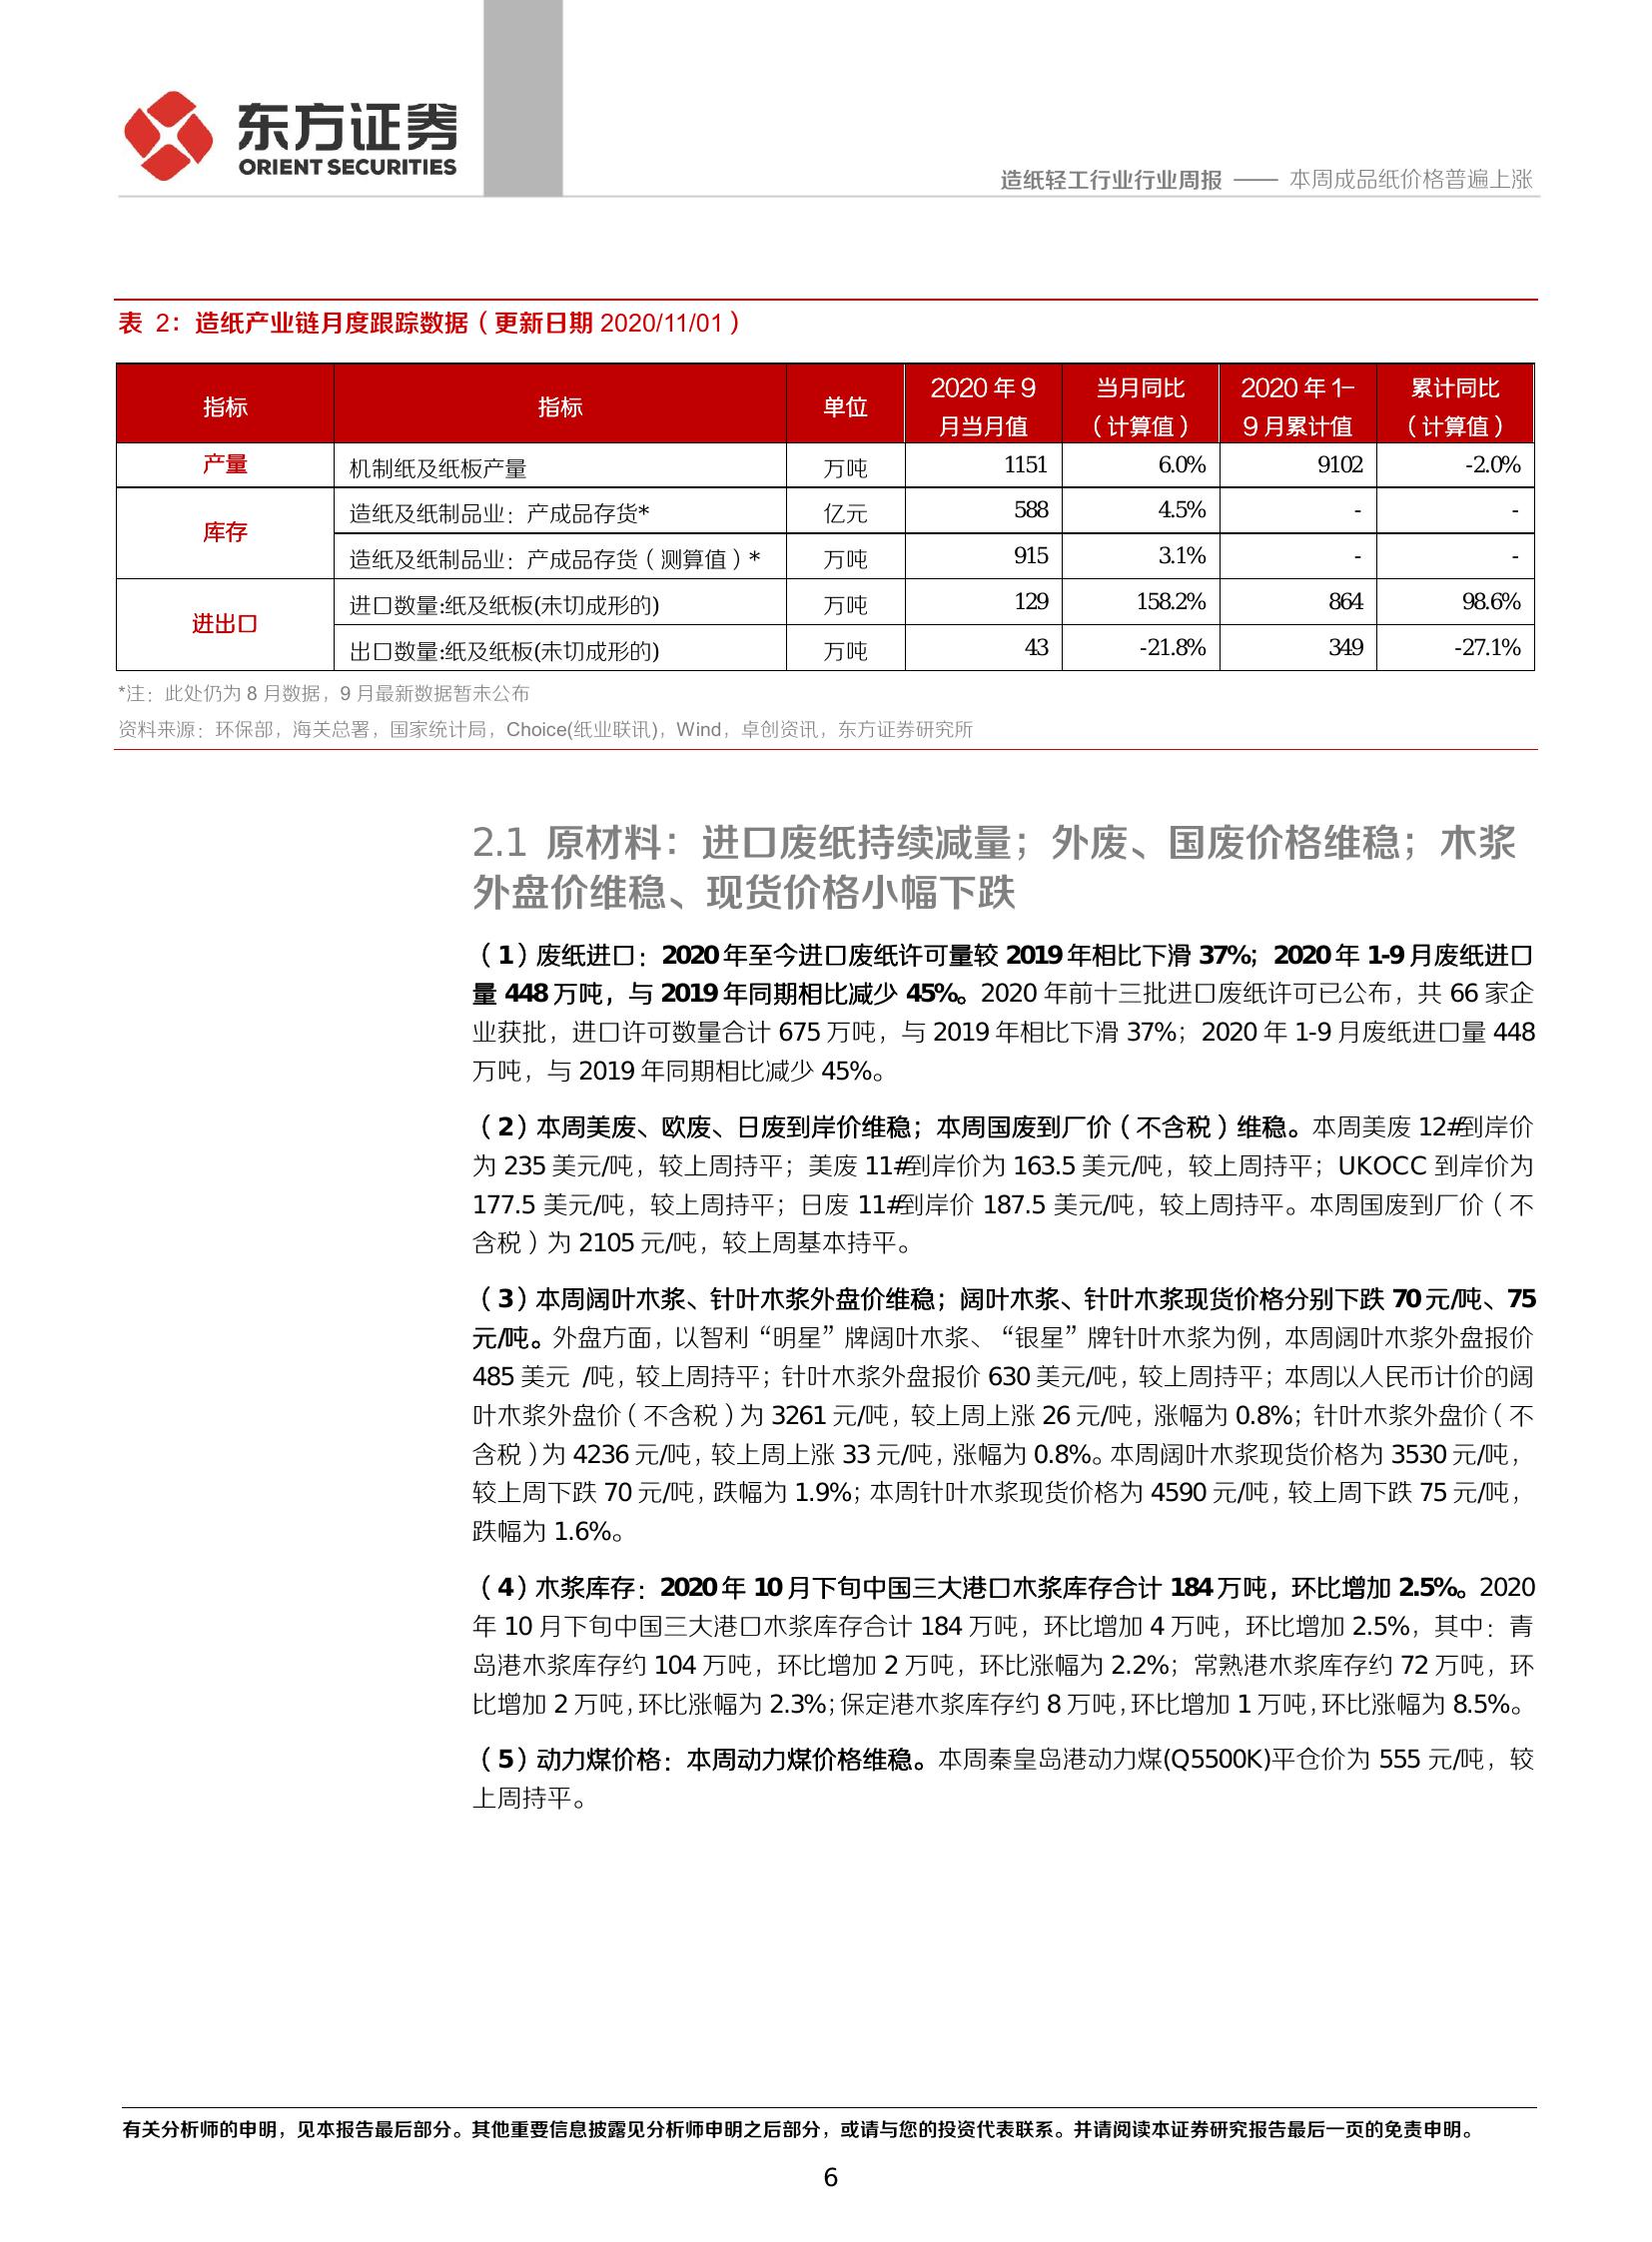 东方证券
ORIENT SECURITIES
造纸轻工行业行业周报 —— 本周成品纸价格普遍上涨
表 2：造纸产业链月度跟踪数据（更新日期 2020/11/01）
指标 指标 单位 2020 年 9 月当月值 当月同比（计算值） 2020 年 1-9 月累计值 累计同比（计算值）
产量 机制纸及纸板产量 万吨 1151 6.0% 9102 -2.0%
库存 造纸及纸制品业：产成品存货* 亿元 588 4.5% - -
造纸及纸制品业：产成品存货（测算值）* 万吨 915 3.1% - -
进出口 进口数量:纸及纸板(未切成形的) 万吨 129 158.2% 864 98.6%
出口数量:纸及纸板(未切成形的) 万吨 43 -21.8% 349 -27.1%
*注：此处仍为 8 月数据，9 月最新数据暂未公布
资料来源：环保部，海关总署，国家统计局，Choice(纸业联讯)，Wind，卓创资讯，东方证券研究所
2.1 原材料：进口废纸持续减量；外废、国废价格维稳；木浆
外盘价维稳、现货价格小幅下跌
（1）废纸进口：2020 年至今进口废纸许可量较 2019 年相比下滑 37%；2020 年 1-9 月废纸进口
量 448 万吨，与 2019 年同期相比减少 45%。2020 年前十三批进口废纸许可已公布，共 66 家企
业获批，进口许可数量合计 675 万吨，与 2019 年相比下滑 37%；2020 年 1-9 月废纸进口量 448
万吨，与 2019 年同期相比减少 45%。
（2）本周美废、欧废、日废到岸价维稳；本周国废到厂价（不含税）维稳。本周美废 12#到岸价
为 235 美元/吨，较上周持平；美废 11#到岸价为 163.5 美元/吨，较上周持平；UKOCC 到岸价为
177.5 美元/吨，较上周持平；日废 11#到岸价 187.5 美元/吨，较上周持平。本周国废到厂价（不
含税）为 2105 元/吨，较上周基本持平。
（3）本周阔叶木浆、针叶木浆外盘价维稳；阔叶木浆、针叶木浆现货价格分别下跌 70 元/吨、75
元/吨。外盘方面，以智利“明星”牌阔叶木浆、“银星”牌针叶木浆为例，本周阔叶木浆外盘报价
485 美元 /吨，较上周持平；针叶木浆外盘报价 630 美元/吨，较上周持平；本周以人民币计价的阔
叶木浆外盘价（不含税）为 3261 元/吨，较上周上涨 26 元/吨，涨幅为 0.8%；针叶木浆外盘价（不
含税）为 4236 元/吨，较上周上涨 33 元/吨，涨幅为 0.8%。本周阔叶木浆现货价格为 3530 元/吨，
较上周下跌 70 元/吨，跌幅为 1.9%；本周针叶木浆现货价格为 4590 元/吨，较上周下跌 75 元/吨，
跌幅为 1.6%。
（4）木浆库存：2020 年 10 月下旬中国三大港口木浆库存合计 184 万吨，环比增加 2.5%。2020
年 10 月下旬中国三大港口木浆库存合计 184 万吨，环比增加 4 万吨，环比增加 2.5%，其中：青
岛港木浆库存约 104 万吨，环比增加 2 万吨，环比涨幅为 2.2%；常熟港木浆库存约 72 万吨，环
比增加 2 万吨，环比涨幅为 2.3%；保定港木浆库存约 8 万吨，环比增加 1 万吨，环比涨幅为 8.5%。
（5）动力煤价格：本周动力煤价格维稳。本周秦皇岛港动力煤(Q5500K)平仓价为 555 元/吨，较
上周持平。
有关分析师的申明，见本报告最后部分。其他重要信息披露见分析师申明之后部分，或请与您的投资代表联系。并请阅读本证券研究报告最后一页的免责申明。
6